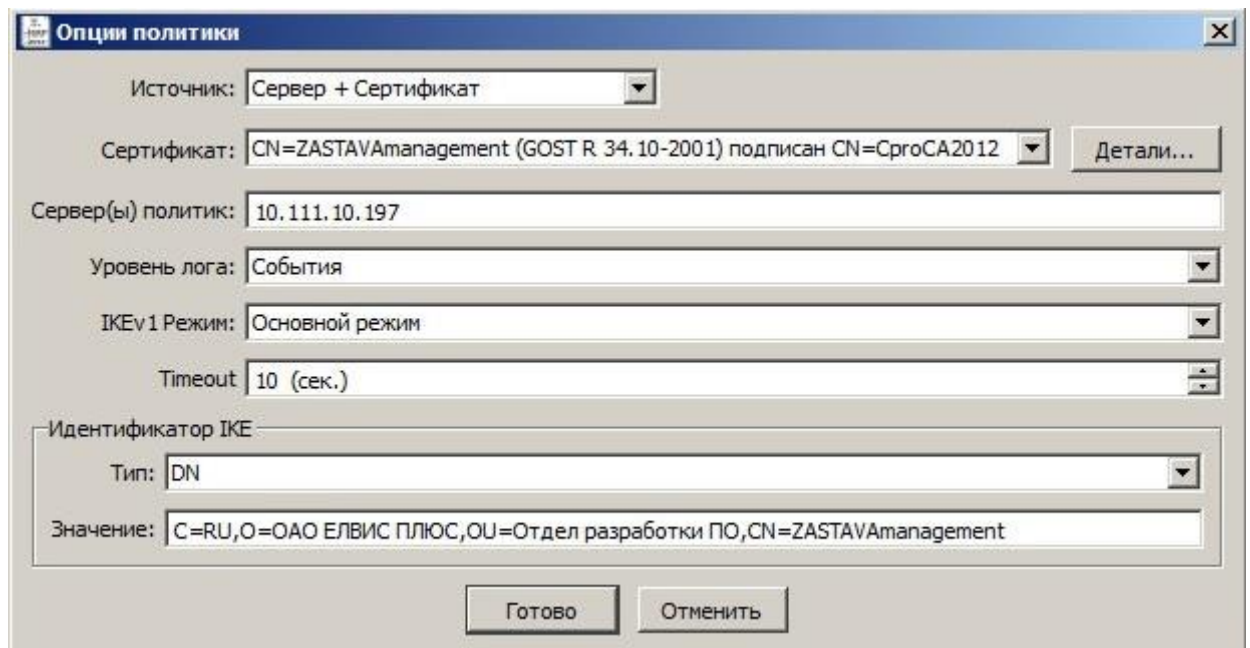 Опции политики
Источник: Сервер + Сертификат
Сертификат: CN=ZASTAVAmanagement (GOST R 34.10-2001) подписан CN=CproCA2012 Детали...
Сервер(ы) политик: 10.111.10.197
Уровень лога: События
IKEv1 Режим: Основной режим
Timeout 10 (сек.)
Идентификатор IKE
Тип: DN
Значение: C=RU,O=ОАО ЕЛВИС ПЛЮС,OU=Отдел разработки ПО,CN=ZASTAVAmanagement
Готово Отменить